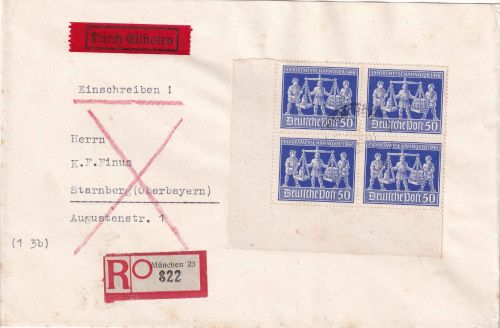 Durch Eilboten
Einschreiben !
Herrn
K.F.Finus
Starnberg(Oberbayern)
Augustenstr. 1
(1 3b)
R
München 23
822
EXPORTMESSE HANNOVER 1948
Deutsche Post 50
EXPORTMESSE HANNOVER 1948
Deutsche Post 50
EXPORTMESSE HANNOVER 1948
Deutsche Post 50
EXPORTMESSE HANNOVER 1948
Deutsche Post 50